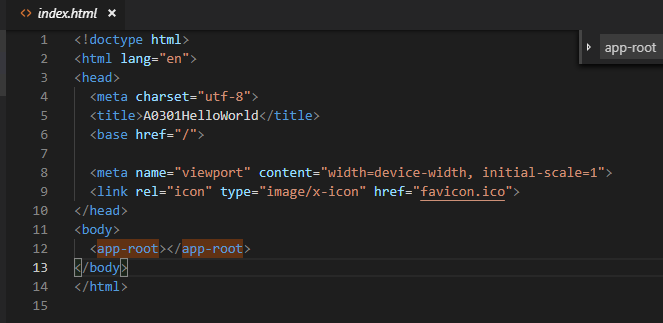 <> index.html ×
1 <!doctype html>
2 <html lang="en">
3 <head>
4   <meta charset="utf-8">
5   <title>A0301HelloWorld</title>
6   <base href="/">
7
8   <meta name="viewport" content="width=device-width, initial-scale=1">
9   <link rel="icon" type="image/x-icon" href="favicon.ico">
10 </head>
11 <body>
12   <app-root></app-root>
13 </body>
14 </html>
15
app-root